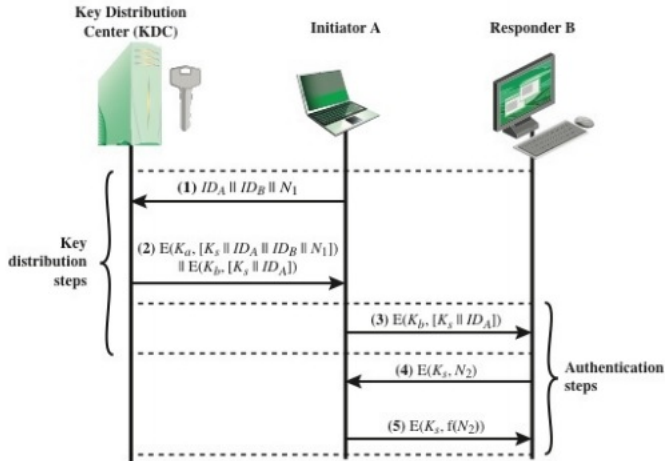 Key Distribution
Center (KDC)
Initiator A
Responder B
(1) ID_A || ID_B || N_1
Key
distribution
steps
(2) E(K_a, [K_s || ID_A || ID_B || N_1])
|| E(K_b, [K_s || ID_A])
(3) E(K_b, [K_s || ID_A])
(4) E(K_s, N_2)
Authentication
steps
(5) E(K_s, f(N_2))